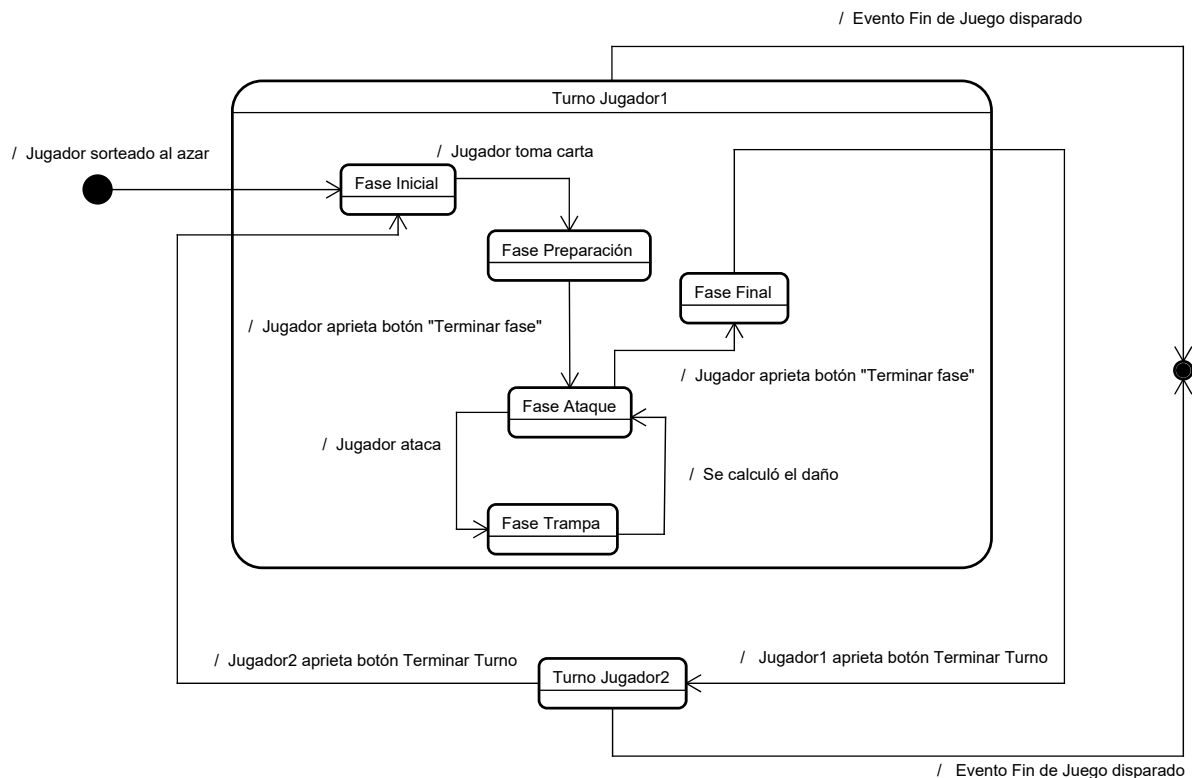 / Evento Fin de Juego disparado
Turno Jugador1
/ Jugador sorteado al azar
/ Jugador toma carta
Fase Inicial
Fase Preparación
Fase Final
/ Jugador aprieta botón "Terminar fase"
/ Jugador aprieta botón "Terminar fase"
Fase Ataque
/ Jugador ataca
/ Se calculó el daño
Fase Trampa
/ Jugador2 aprieta botón Terminar Turno
/ Jugador1 aprieta botón Terminar Turno
Turno Jugador2
/ Evento Fin de Juego disparado